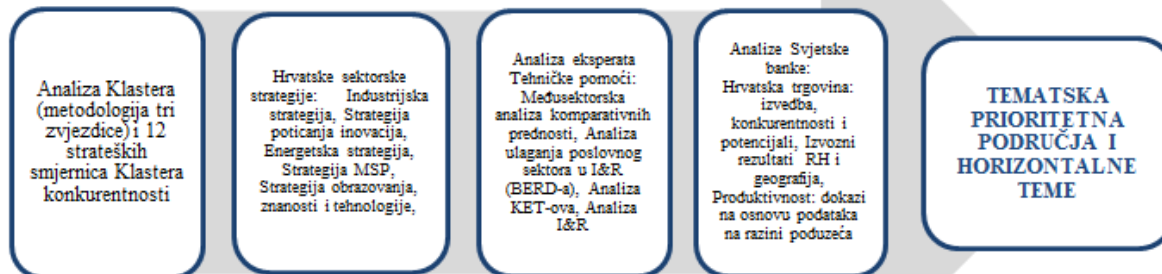 Analiza Klastera
(metodologija tri
zvjezdice) i 12
strateških
smjernica Klastera
konkurentnosti
Hrvatske sektorske
strategije: Industrijska
strategija, Strategija
poticanja inovacija,
Energetska strategija,
Strategija MSP,
Strategija obrazovanja,
znanosti i tehnologije,
Analiza eksperata
Tehničke pomoći:
Međusektorska
analiza komparativnih
prednosti, Analiza
ulaganja poslovnog
sektora u I&R
(BERD-a), Analiza
KET-ova, Analiza
I&R
Analize Svjetske
banke:
Hrvatska trgovina:
izvedba,
konkurentnost i
potencijali, Izvozni
rezultati RH i
geografija,
Produktivnost: dokazi
na osnovu podataka
na razini poduzeća
TEMATSKA
PRIORITETNA
PODRUČJA I
HORIZONTALNE
TEME